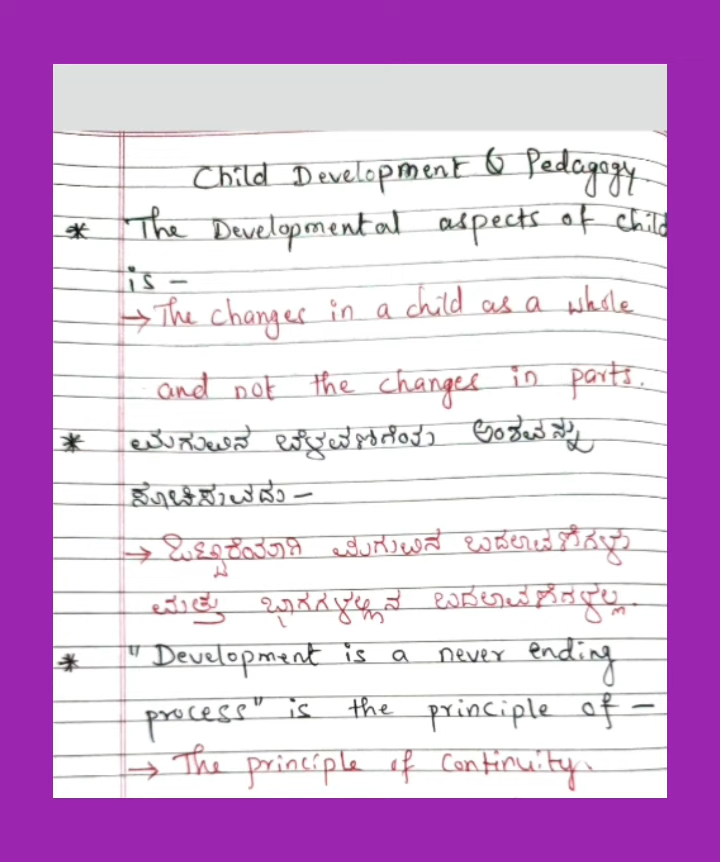 Child Development & Pedagogy.
* The Developmental aspects of child
is -
→ The changes in a child as a whole
and not the changes in parts.
* ಮಗುವಿನ ಬೆಳವಣಿಗೆಯ ಅಂಶವನ್ನು
ಸೂಚಿಸುವದು -
→ ಒಟ್ಟಾರೆಯಾಗಿ ಮಗುವಿನ ಬದಲಾವಣೆಗಳು
ಮತ್ತು ಭಾಗಗಳಲ್ಲಿನ ಬದಲಾವಣೆಗಳಲ್ಲ.
* "Development is a never ending
process" is the principle of -
→ The principle of continuity.